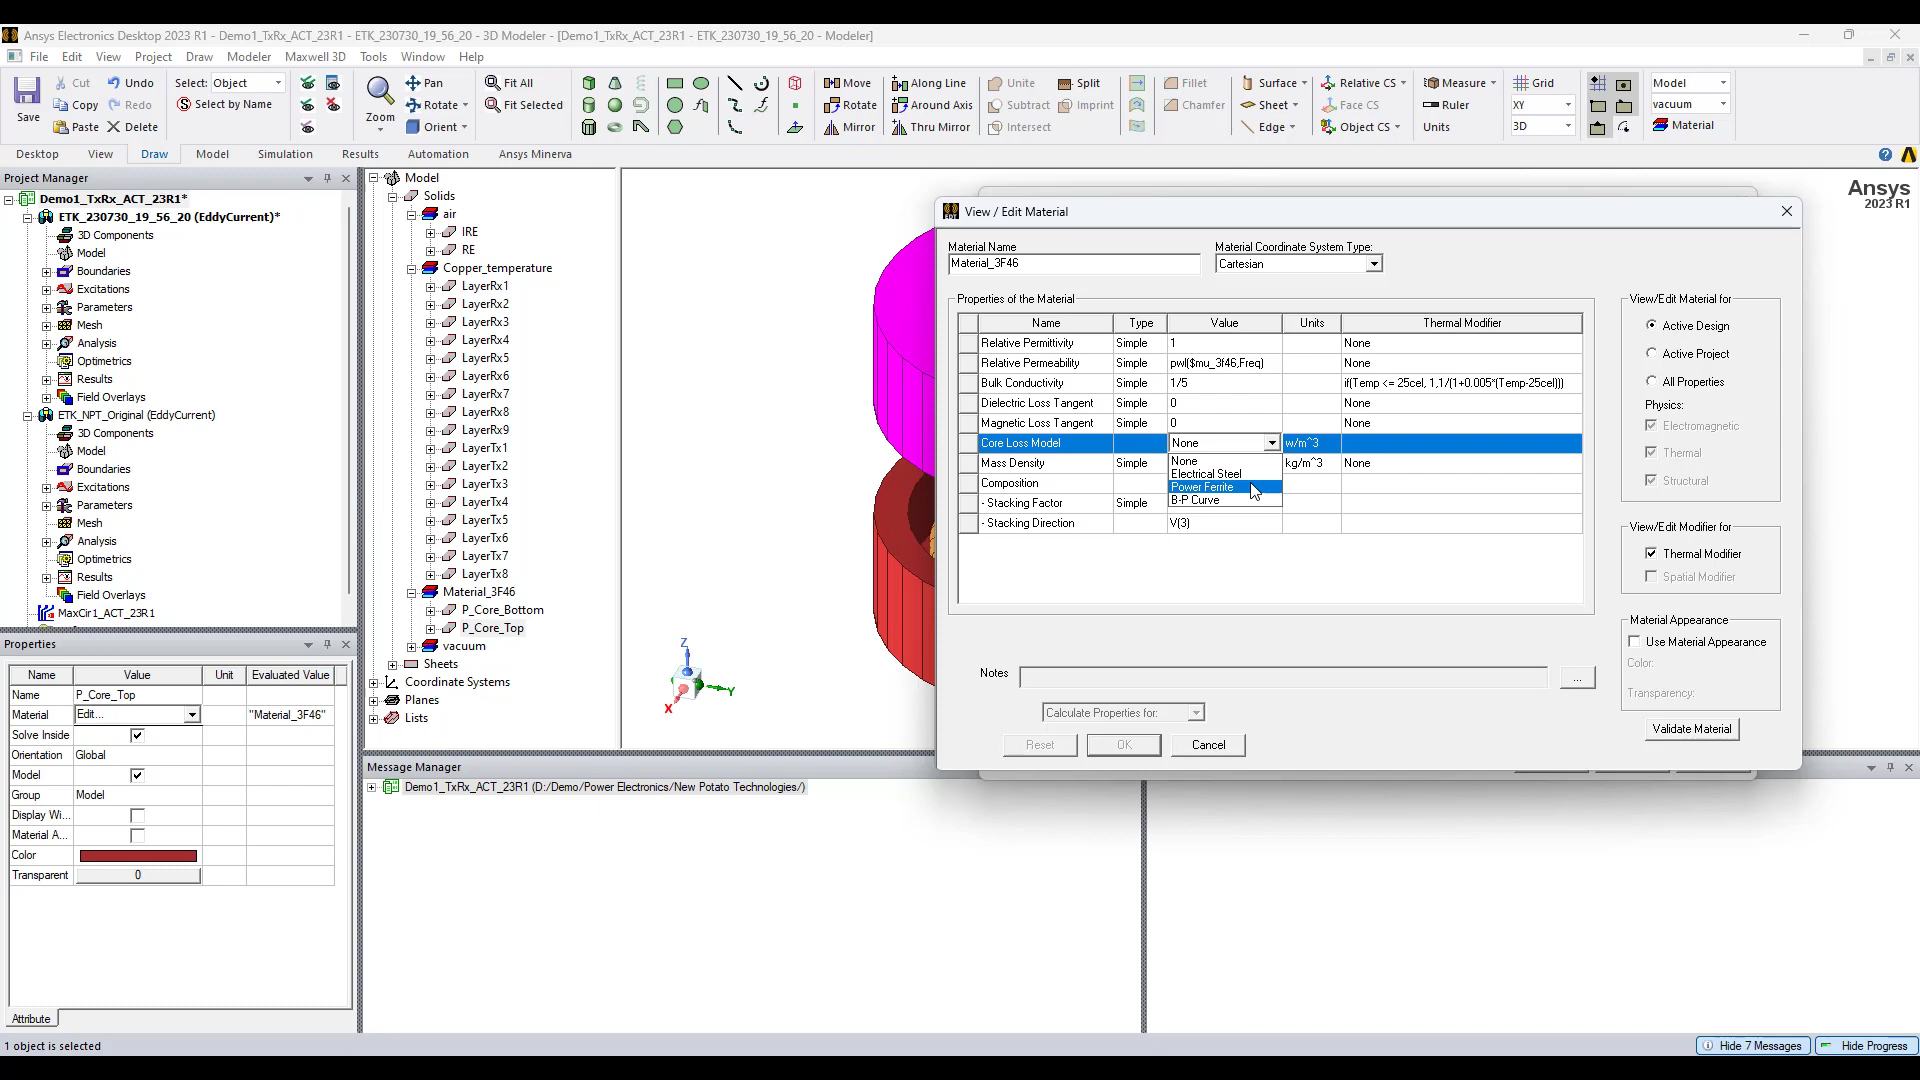 Ansys Electronics Desktop 2023 R1 - Demo1_TxRx_ACT_23R1 - ETK_230730_19_56_20 - 3D Modeler - [Demo1_TxRx_ACT_23R1 - ETK_230730_19_56_20 - Modeler]
File Edit View Project Draw Modeler Maxwell 3D Tools Window Help
Save
Cut
Copy
Paste
Undo
Redo
Delete
Select: Object
Select by Name
Zoom
Pan
Rotate
Orient
Fit All
Fit Selected
Move
Rotate
Mirror
Along Line
Around Axis
Thru Mirror
Unite
Subtract
Intersect
Split
Imprint
Fillet
Chamfer
Surface
Sheet
Edge
Relative CS
Face CS
Object CS
Measure
Ruler
Units
Grid
XY
3D
Model
vacuum
Material
Desktop View Draw Model Simulation Results Automation Ansys Minerva
Project Manager
Demo1_TxRx_ACT_23R1*
ETK_230730_19_56_20 (EddyCurrent)*
3D Components
Model
Boundaries
Excitations
Parameters
Mesh
Analysis
Optimetrics
Results
Field Overlays
ETK_NPT_Original (EddyCurrent)
3D Components
Model
Boundaries
Excitations
Parameters
Mesh
Analysis
Optimetrics
Results
Field Overlays
MaxCir1_ACT_23R1
Properties
Name Value Unit Evaluated Value
Name P_Core_Top
Material Edit... "Material_3F46"
Solve Inside
Orientation Global
Model
Group Model
Display Wi...
Material A...
Color
Transparent 0
Attribute
1 object is selected
Model
Solids
air
IRE
RE
Copper_temperature
LayerRx1
LayerRx2
LayerRx3
LayerRx4
LayerRx5
LayerRx6
LayerRx7
LayerRx8
LayerRx9
LayerTx1
LayerTx2
LayerTx3
LayerTx4
LayerTx5
LayerTx6
LayerTx7
LayerTx8
Material_3F46
P_Core_Bottom
P_Core_Top
vacuum
Sheets
Coordinate Systems
Planes
Lists
Z
Y
X
Ansys
2023 R1
Message Manager
Demo1_TxRx_ACT_23R1 (D:/Demo/Power Electronics/New Potato Technologies/)
View / Edit Material
Material Name
Material_3F46
Material Coordinate System Type:
Cartesian
Properties of the Material
Name Type Value Units Thermal Modifier
Relative Permittivity Simple 1 None
Relative Permeability Simple pwl($mu_3f46,Freq) None
Bulk Conductivity Simple 1/5 if(Temp <= 25cel, 1,1/(1+0.005*(Temp-25cel)))
Dielectric Loss Tangent Simple 0 None
Magnetic Loss Tangent Simple 0 None
Core Loss Model None w/m^3
Mass Density Simple kg/m^3 None
Composition
- Stacking Factor Simple
- Stacking Direction V(3)
None
Electrical Steel
Power Ferrite
B-P Curve
Notes
...
Calculate Properties for:
Reset OK Cancel
View/Edit Material for
Active Design
Active Project
All Properties
Physics:
Electromagnetic
Thermal
Structural
View/Edit Modifier for
Thermal Modifier
Spatial Modifier
Material Appearance
Use Material Appearance
Color:
Transparency:
Validate Material
Hide 7 Messages Hide Progress